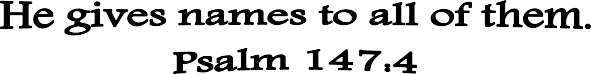 He gives names to all of them.
Psalm 147:4